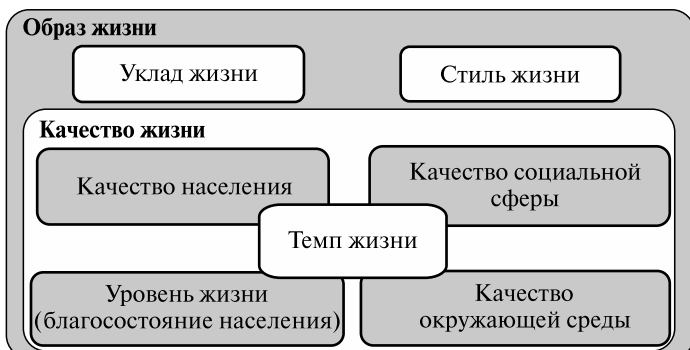 Образ жизни
Уклад жизни
Стиль жизни
Качество жизни
Качество населения
Качество социальной
сферы
Темп жизни
Уровень жизни
(благосостояние населения)
Качество
окружающей среды